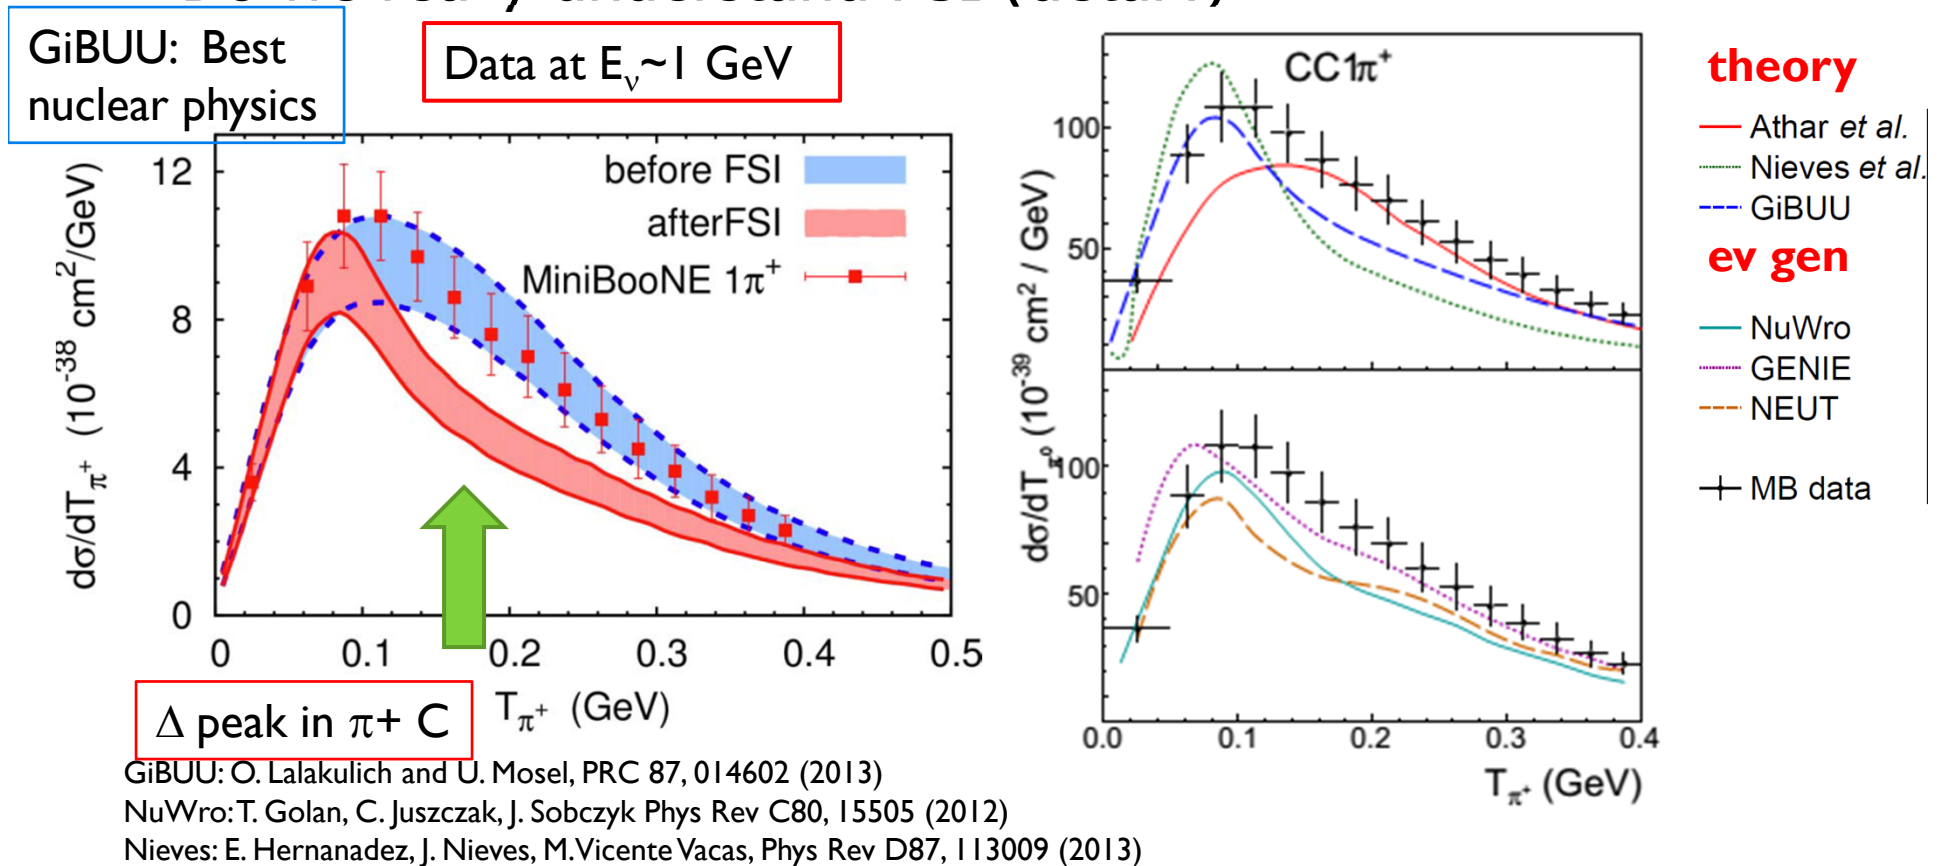 GiBUU: Best
nuclear physics
Data at Eν~1 GeV
before FSI
afterFSI
MiniBooNE 1π+
12
8
4
0
dσ/dTπ+ (10-38 cm2/GeV)
0 0.1 0.2 0.3 0.4 0.5
Tπ+ (GeV)
Δ peak in π+ C
CC1π+
100
50
100
50
dσ/dTπ0 (10-39 cm2 / GeV)
0.0 0.1 0.2 0.3 0.4
Tπ+ (GeV)
theory
Athar et al.
Nieves et al.
GiBUU
ev gen
NuWro
GENIE
NEUT
MB data
GiBUU: O. Lalakulich and U. Mosel, PRC 87, 014602 (2013)
NuWro: T. Golan, C. Juszczak, J. Sobczyk Phys Rev C80, 15505 (2012)
Nieves: E. Hernanadez, J. Nieves, M. Vicente Vacas, Phys Rev D87, 113009 (2013)